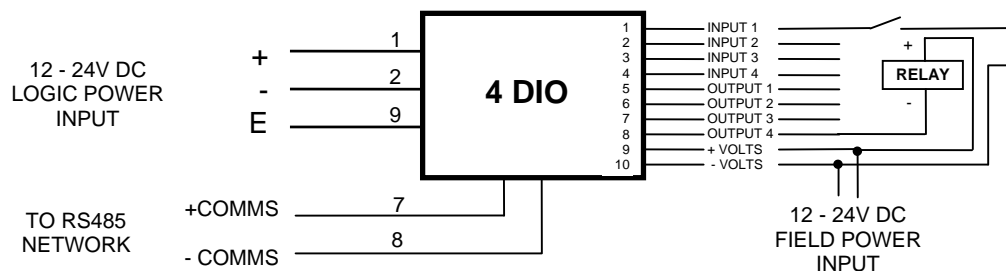 12 - 24V DC
LOGIC POWER
INPUT
+ 1
- 2
E 9
4 DIO
1 INPUT 1
2 INPUT 2
3 INPUT 3
4 INPUT 4
5 OUTPUT 1
6 OUTPUT 2
7 OUTPUT 3
8 OUTPUT 4
9 + VOLTS
10 - VOLTS
+
RELAY
-
TO RS485
NETWORK
+COMMS 7
- COMMS 8
12 - 24V DC
FIELD POWER
INPUT